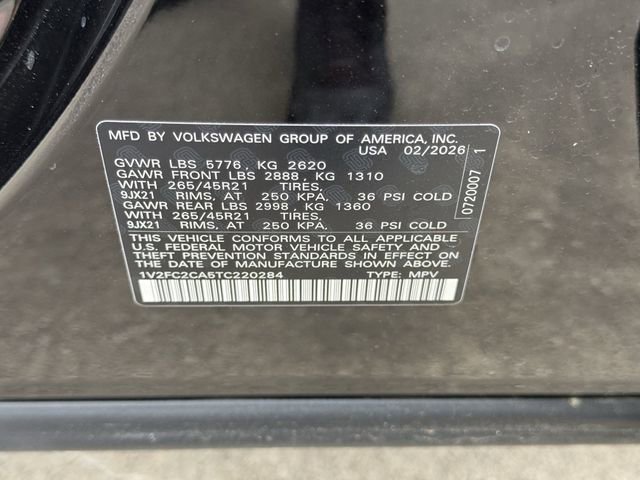 MFD BY VOLKSWAGEN GROUP OF AMERICA, INC.
USA 02/2026
GVWR LBS 5776, KG 2620
GAWR FRONT LBS 2888, KG 1310
WITH 265/45R21 TIRES,
9JX21 RIMS, AT 250 KPA, 36 PSI COLD
GAWR REAR LBS 2998, KG 1360
WITH 265/45R21 TIRES,
9JX21 RIMS, AT 250 KPA, 36 PSI COLD
THIS VEHICLE CONFORMS TO ALL APPLICABLE
U.S. FEDERAL MOTOR VEHICLE SAFETY AND
THEFT PREVENTION STANDARDS IN EFFECT ON
DATE OF MANUFACTURE SHOWN ABOVE
1V2FC2CA5TC220284 TYPE: MPV
0720007 1